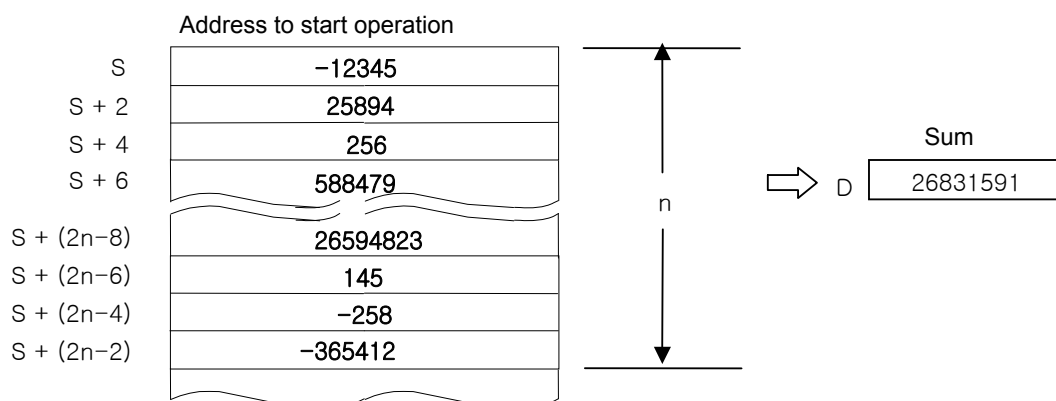 Address to start operation
S -12345
S + 2 25894
S + 4 256
S + 6 588479
S + (2n-8) 26594823
S + (2n-6) 145
S + (2n-4) -258
S + (2n-2) -365412
n
Sum
D 26831591